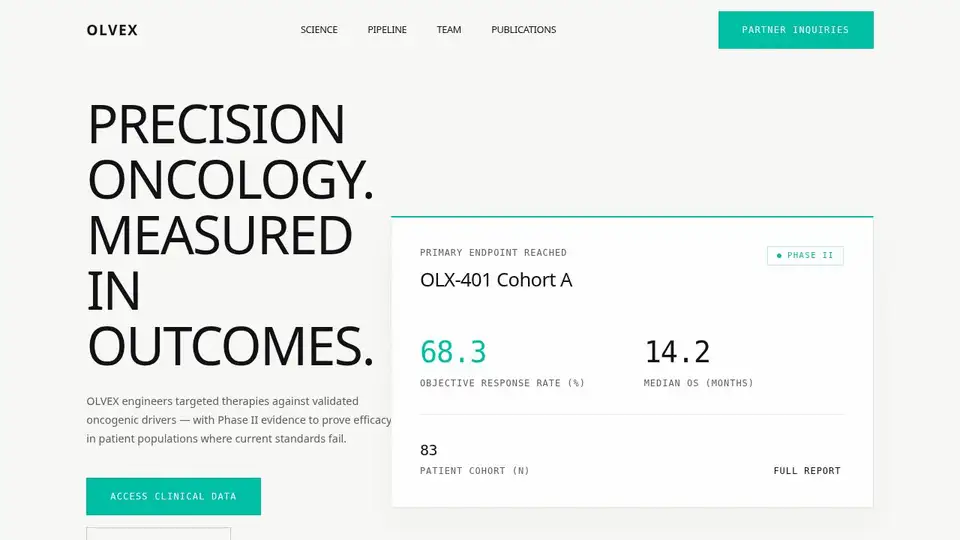 OLVEX
SCIENCE
PIPELINE
TEAM
PUBLICATIONS
PARTNER INQUIRIES
PRECISION
ONCOLOGY.
MEASURED
IN
OUTCOMES.
OLVEX engineers targeted therapies against validated
oncogenic drivers — with Phase II evidence to prove efficacy
in patient populations where current standards fail.
ACCESS CLINICAL DATA
PRIMARY ENDPOINT REACHED
PHASE II
OLX-401 Cohort A
68.3
OBJECTIVE RESPONSE RATE (%)
14.2
MEDIAN OS (MONTHS)
83
PATIENT COHORT (N)
FULL REPORT